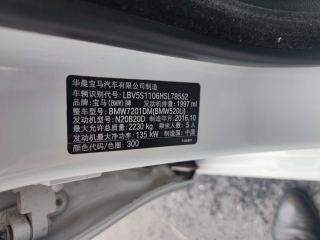 华晨宝马汽车有限公司制造
车辆识别代号: LBV5S1106HSL78552
品牌: 宝马(BMW)牌 发动机排量: 1997 ml
整车型号: BMW7201DM(BMW520Li)
发动机型号: N20B20D 制造年月: 2016,10
最大允许总质量: 2230 kg 乘坐人数: 5 人
发动机最大净功率: 135 kW 制造国: 中国
颜色代码/色图: 300